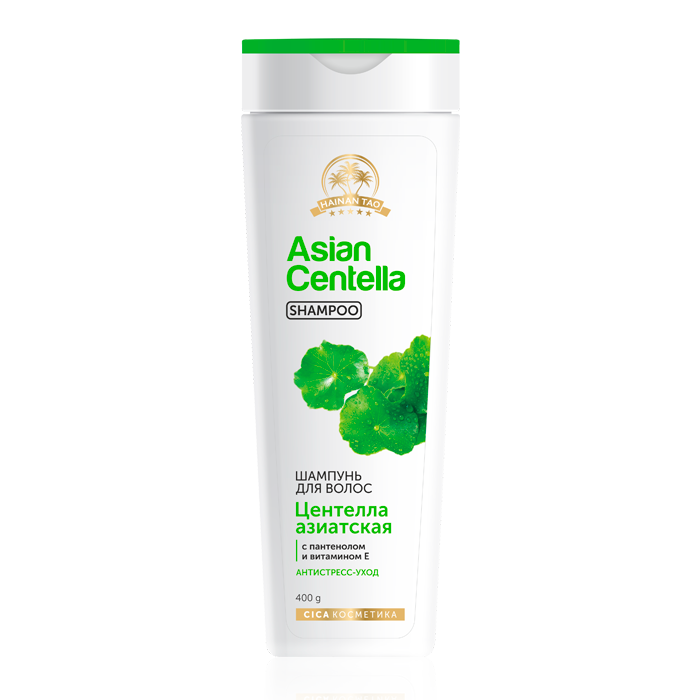 HAINAN TAO
Asian
Centella
SHAMPOO
ШАМПУНЬ
ДЛЯ ВОЛОС
Центелла
азиатская
с пантенолом
и витамином Е
АНТИСТРЕСС-УХОД
400 g
CICA КОСМЕТИКА